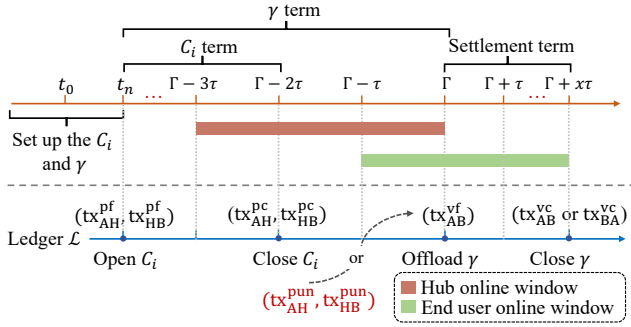 γ term
C_i term
Settlement term
t_0 t_n ... Γ − 3τ Γ − 2τ Γ − τ Γ Γ + τ ... Γ + xτ
Set up the C_i
and γ
(tx_AH^pf, tx_HB^pf) (tx_AH^pc, tx_HB^pc) (tx_AB^vf) (tx_AB^vc or tx_BA^vc)
Ledger ℒ
Open C_i Close C_i or Offload γ Close γ
(tx_AH^pun, tx_HB^pun)
Hub online window
End user online window